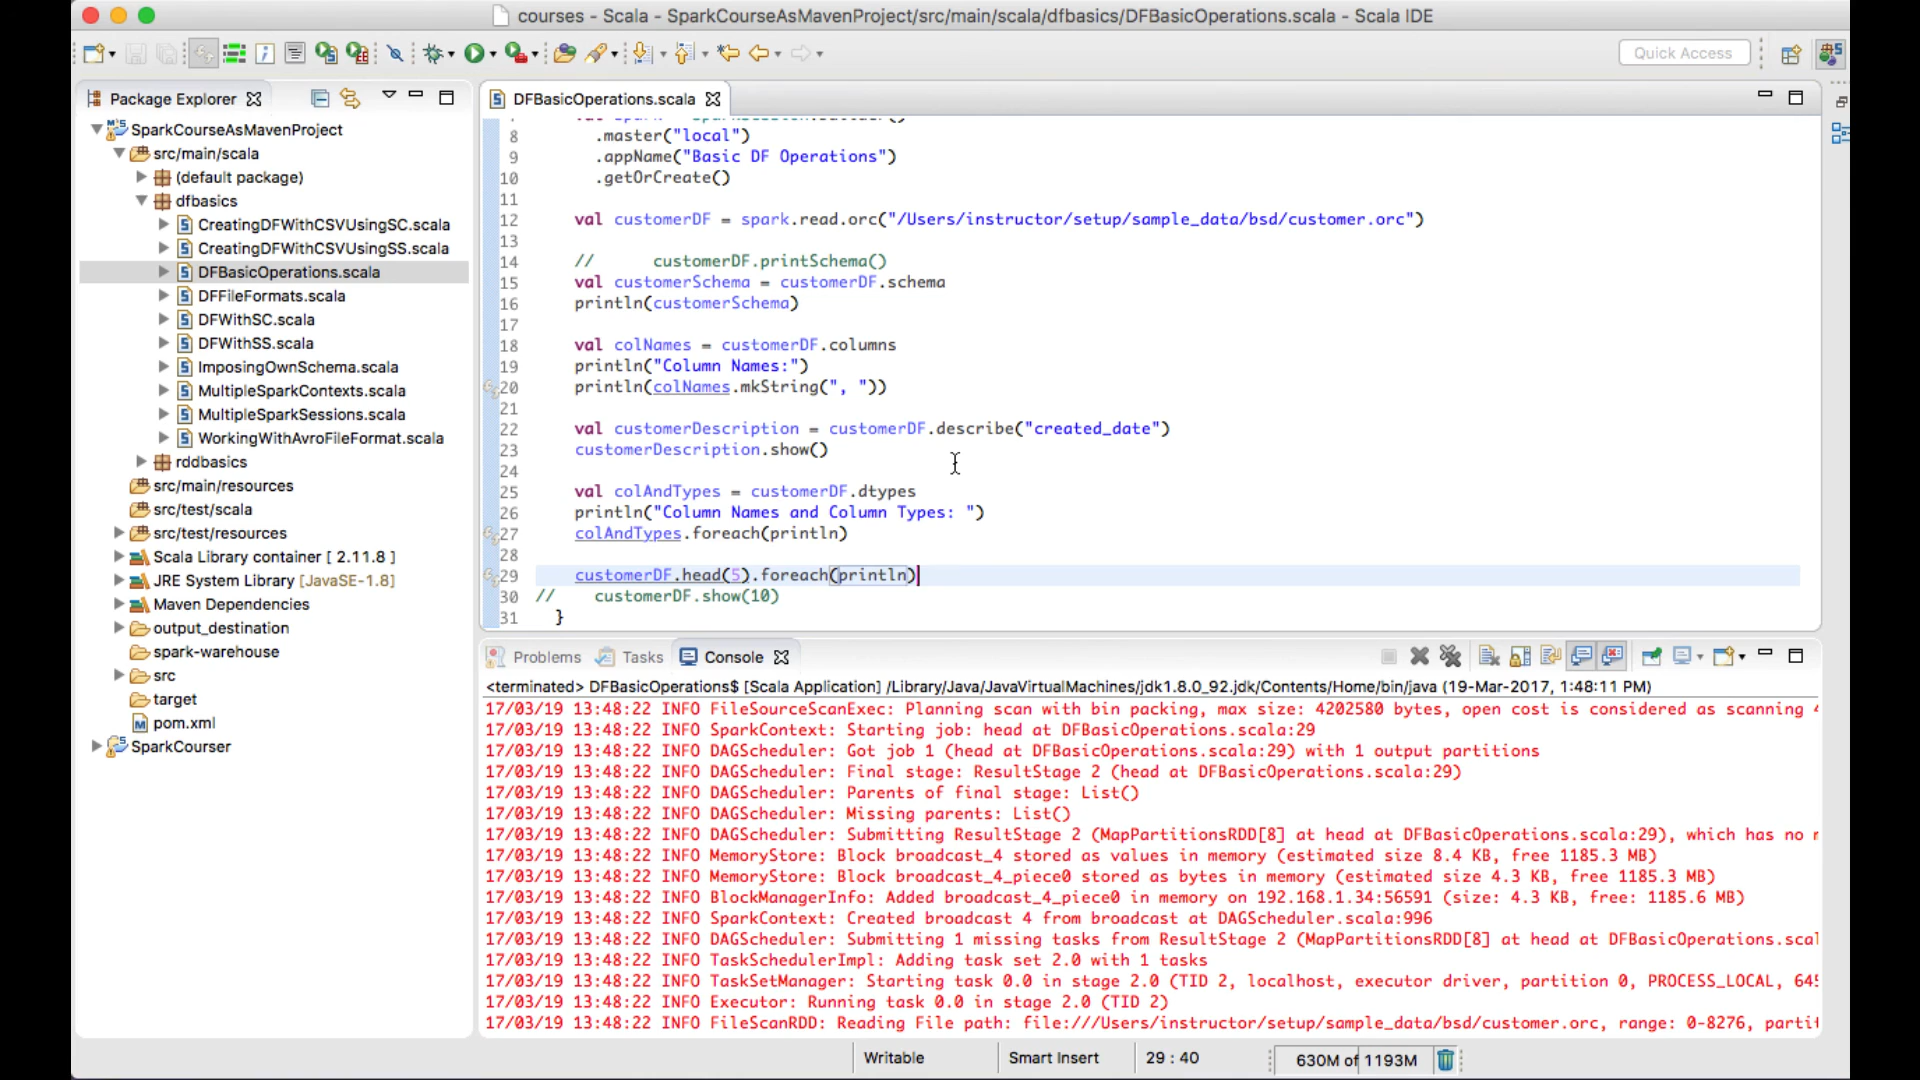 courses - Scala - SparkCourseAsMavenProject/src/main/scala/dfbasics/DFBasicOperations.scala - Scala IDE
Quick Access
Package Explorer
SparkCourseAsMavenProject
src/main/scala
(default package)
dfbasics
CreatingDFWithCSVUsingSC.scala
CreatingDFWithCSVUsingSS.scala
DFBasicOperations.scala
DFFileFormats.scala
DFWithSC.scala
DFWithSS.scala
ImposingOwnSchema.scala
MultipleSparkContexts.scala
MultipleSparkSessions.scala
WorkingWithAvroFileFormat.scala
rddbasics
src/main/resources
src/test/scala
src/test/resources
Scala Library container [ 2.11.8 ]
JRE System Library [JavaSE-1.8]
Maven Dependencies
output_destination
spark-warehouse
src
target
pom.xml
SparkCourser
DFBasicOperations.scala
8 .master("local")
9 .appName("Basic DF Operations")
10 .getOrCreate()
11
12 val customerDF = spark.read.orc("/Users/instructor/setup/sample_data/bsd/customer.orc")
13
14 // customerDF.printSchema()
15 val customerSchema = customerDF.schema
16 println(customerSchema)
17
18 val colNames = customerDF.columns
19 println("Column Names:")
20 println(colNames.mkString(", "))
21
22 val customerDescription = customerDF.describe("created_date")
23 customerDescription.show()
24
25 val colAndTypes = customerDF.dtypes
26 println("Column Names and Column Types: ")
27 colAndTypes.foreach(println)
28
29 customerDF.head(5).foreach(println)
30 // customerDF.show(10)
31 }
Problems Tasks Console
<terminated> DFBasicOperations$ [Scala Application] /Library/Java/JavaVirtualMachines/jdk1.8.0_92.jdk/Contents/Home/bin/java (19-Mar-2017, 1:48:11 PM)
17/03/19 13:48:22 INFO FileSourceScanExec: Planning scan with bin packing, max size: 4202580 bytes, open cost is considered as scanning 4
17/03/19 13:48:22 INFO SparkContext: Starting job: head at DFBasicOperations.scala:29
17/03/19 13:48:22 INFO DAGScheduler: Got job 1 (head at DFBasicOperations.scala:29) with 1 output partitions
17/03/19 13:48:22 INFO DAGScheduler: Final stage: ResultStage 2 (head at DFBasicOperations.scala:29)
17/03/19 13:48:22 INFO DAGScheduler: Parents of final stage: List()
17/03/19 13:48:22 INFO DAGScheduler: Missing parents: List()
17/03/19 13:48:22 INFO DAGScheduler: Submitting ResultStage 2 (MapPartitionsRDD[8] at head at DFBasicOperations.scala:29), which has no
17/03/19 13:48:22 INFO MemoryStore: Block broadcast_4 stored as values in memory (estimated size 8.4 KB, free 1185.3 MB)
17/03/19 13:48:22 INFO MemoryStore: Block broadcast_4_piece0 stored as bytes in memory (estimated size 4.3 KB, free 1185.3 MB)
17/03/19 13:48:22 INFO BlockManagerInfo: Added broadcast_4_piece0 in memory on 192.168.1.34:56591 (size: 4.3 KB, free: 1185.6 MB)
17/03/19 13:48:22 INFO SparkContext: Created broadcast 4 from broadcast at DAGScheduler.scala:996
17/03/19 13:48:22 INFO DAGScheduler: Submitting 1 missing tasks from ResultStage 2 (MapPartitionsRDD[8] at head at DFBasicOperations.scal
17/03/19 13:48:22 INFO TaskSchedulerImpl: Adding task set 2.0 with 1 tasks
17/03/19 13:48:22 INFO TaskSetManager: Starting task 0.0 in stage 2.0 (TID 2, localhost, executor driver, partition 0, PROCESS_LOCAL, 645
17/03/19 13:48:22 INFO Executor: Running task 0.0 in stage 2.0 (TID 2)
17/03/19 13:48:22 INFO FileScanRDD: Reading File path: file:///Users/instructor/setup/sample_data/bsd/customer.orc, range: 0-8276, partit
Writable Smart Insert 29 : 40 630M of 1193M